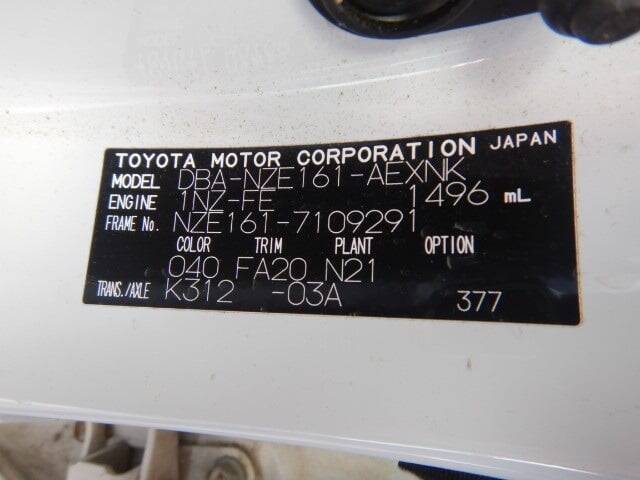 TOYOTA MOTOR CORPORATION JAPAN
MODEL DBA-NZE161-AEXNK
ENGINE 1NZ-FE 1496 mL
FRAME No. NZE161-7109291
COLOR TRIM PLANT OPTION
040 FA20 N21
TRANS./AXLE K312 -03A 377